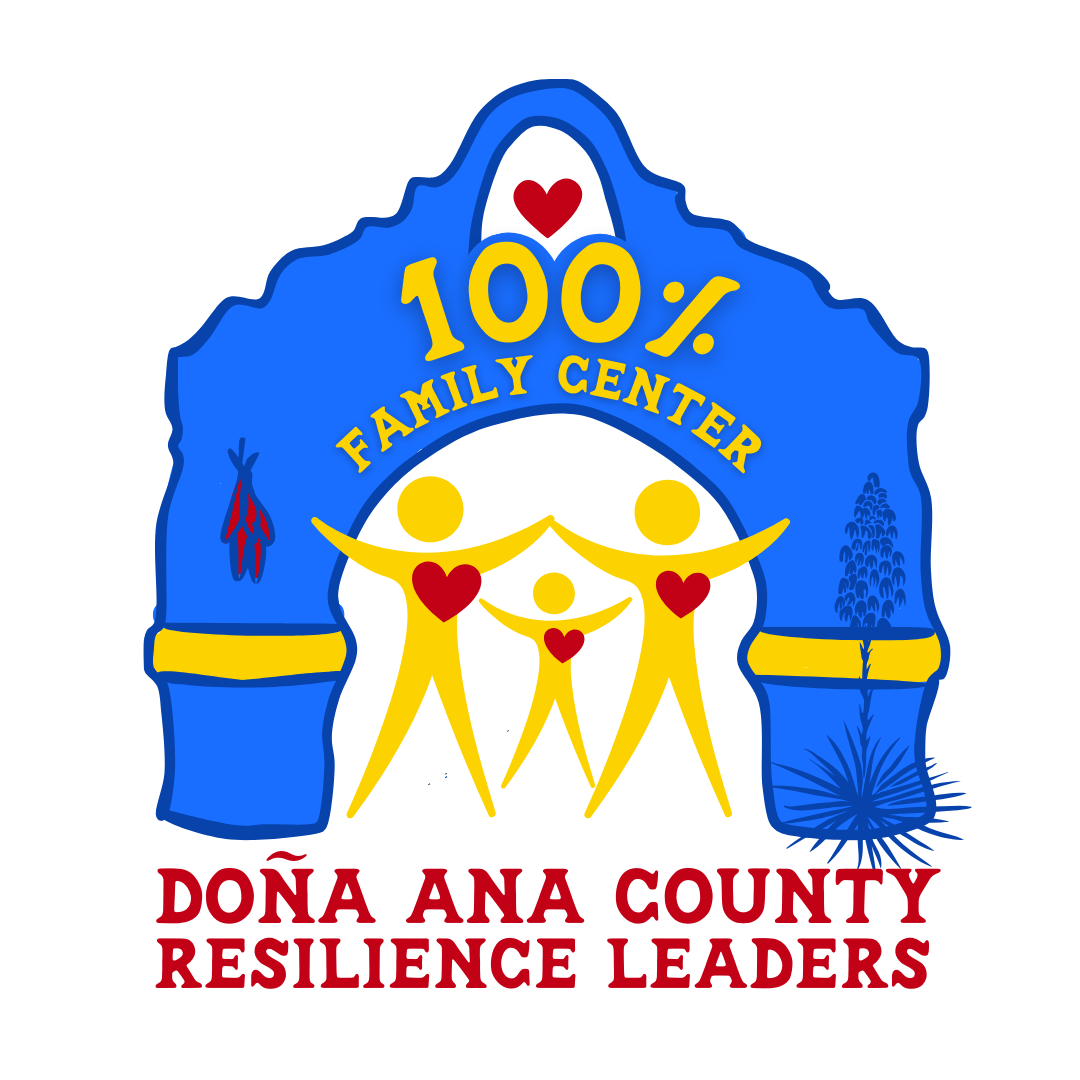 100%
FAMILY CENTER
DOÑA ANA COUNTY
RESILIENCE LEADERS